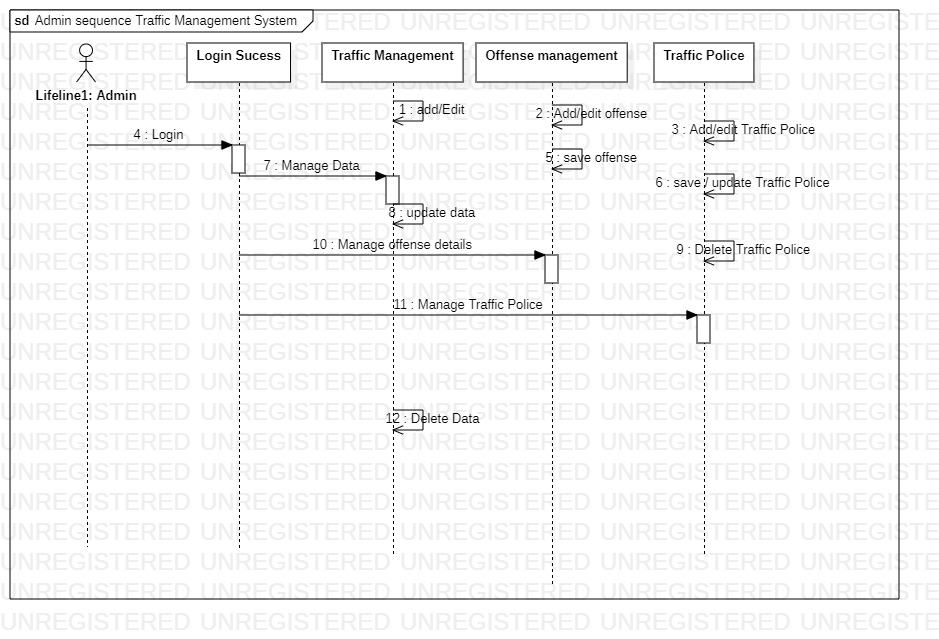 sd Admin sequence Traffic Management System
Lifeline1: Admin
Login Sucess
Traffic Management
Offense management
Traffic Police
1 : add/Edit
2 : Add/edit offense
3 : Add/edit Traffic Police
4 : Login
5 : save offense
7 : Manage Data
6 : save / update Traffic Police
8 : update data
10 : Manage offense details
9 : Delete Traffic Police
11 : Manage Traffic Police
12 : Delete Data
UNREGISTERED